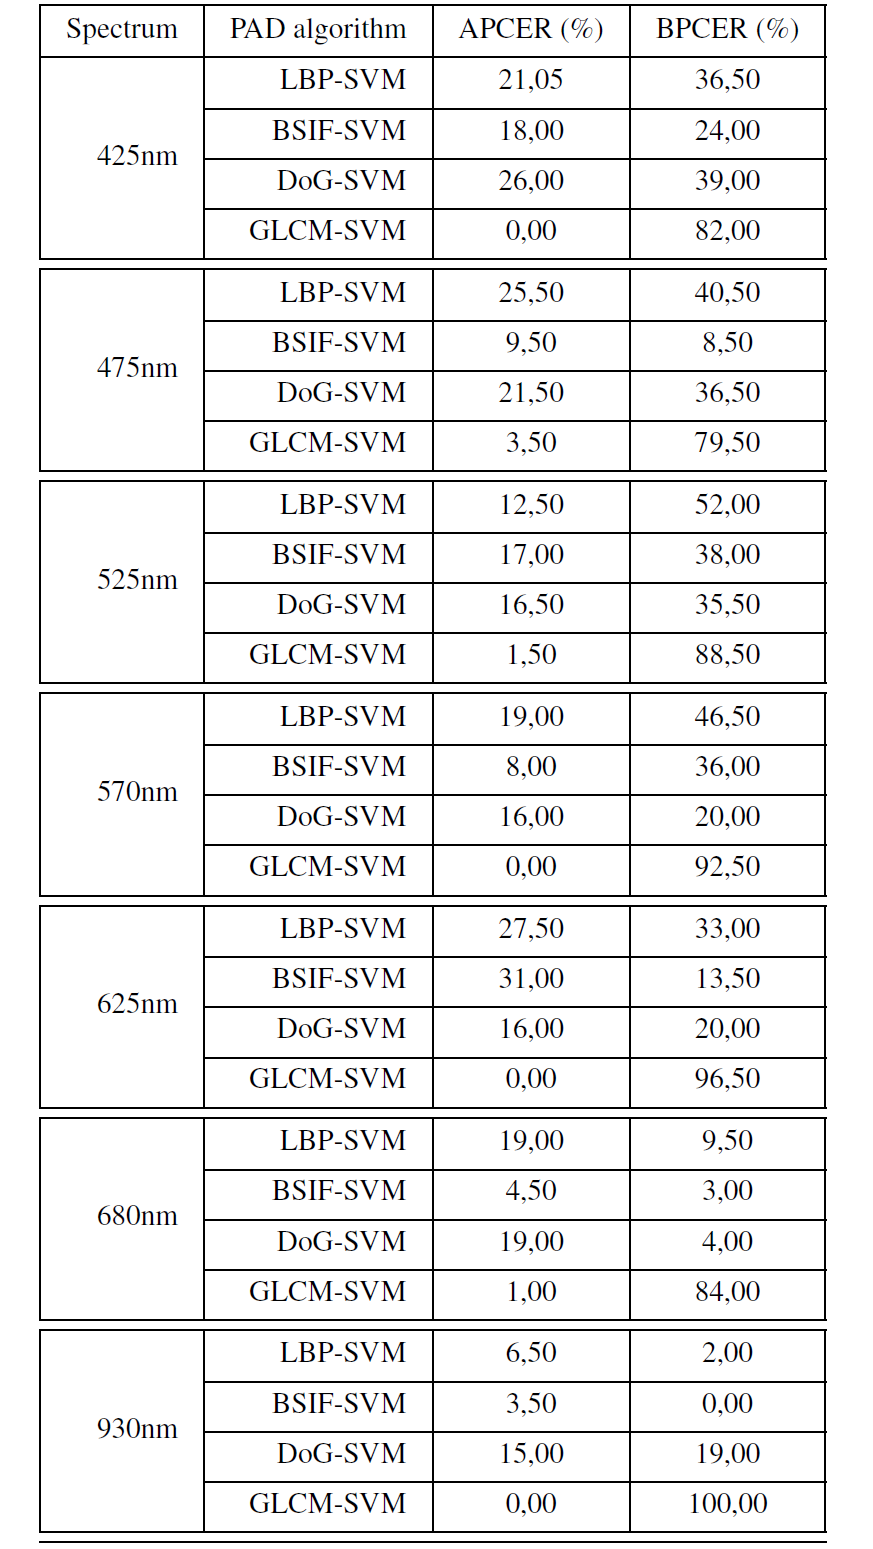 Spectrum PAD algorithm APCER (%) BPCER (%)
LBP-SVM 21,05 36,50
BSIF-SVM 18,00 24,00
425nm
DoG-SVM 26,00 39,00
GLCM-SVM 0,00 82,00
LBP-SVM 25,50 40,50
BSIF-SVM 9,50 8,50
475nm
DoG-SVM 21,50 36,50
GLCM-SVM 3,50 79,50
LBP-SVM 12,50 52,00
BSIF-SVM 17,00 38,00
525nm
DoG-SVM 16,50 35,50
GLCM-SVM 1,50 88,50
LBP-SVM 19,00 46,50
BSIF-SVM 8,00 36,00
570nm
DoG-SVM 16,00 20,00
GLCM-SVM 0,00 92,50
LBP-SVM 27,50 33,00
BSIF-SVM 31,00 13,50
625nm
DoG-SVM 16,00 20,00
GLCM-SVM 0,00 96,50
LBP-SVM 19,00 9,50
BSIF-SVM 4,50 3,00
680nm
DoG-SVM 19,00 4,00
GLCM-SVM 1,00 84,00
LBP-SVM 6,50 2,00
BSIF-SVM 3,50 0,00
930nm
DoG-SVM 15,00 19,00
GLCM-SVM 0,00 100,00